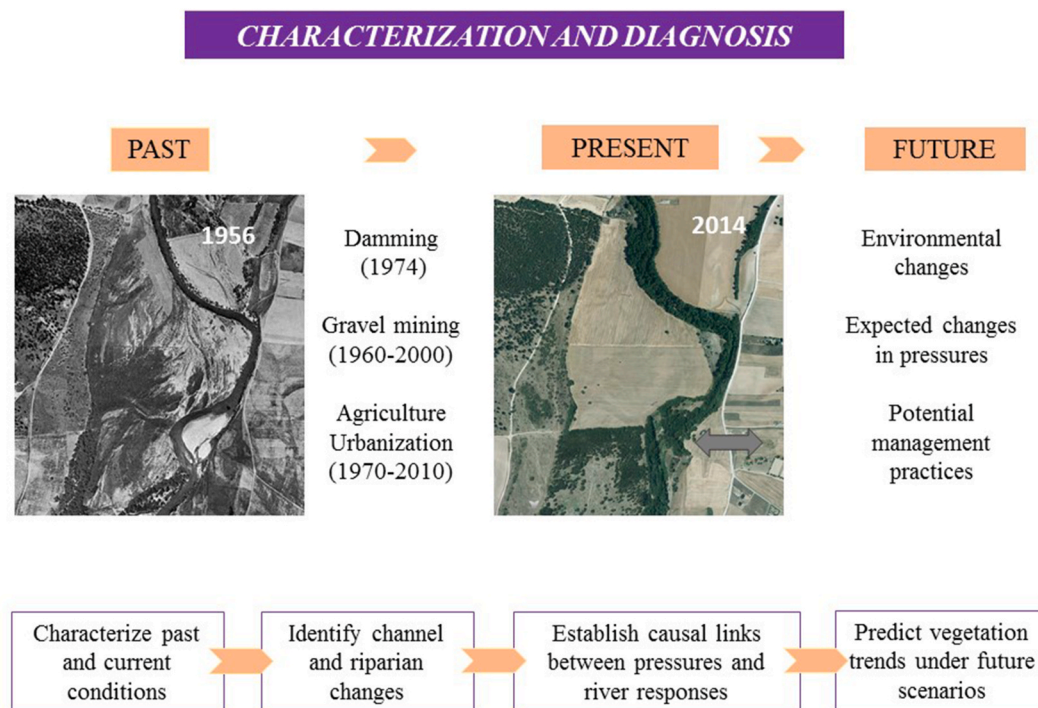 CHARACTERIZATION AND DIAGNOSIS
PAST
PRESENT
FUTURE
1956
Damming
(1974)
Gravel mining
(1960-2000)
Agriculture
Urbanization
(1970-2010)
2014
Environmental
changes
Expected changes
in pressures
Potential
management
practices
Characterize past
and current
conditions
Identify channel
and riparian
changes
Establish causal links
between pressures and
river responses
Predict vegetation
trends under future
scenarios